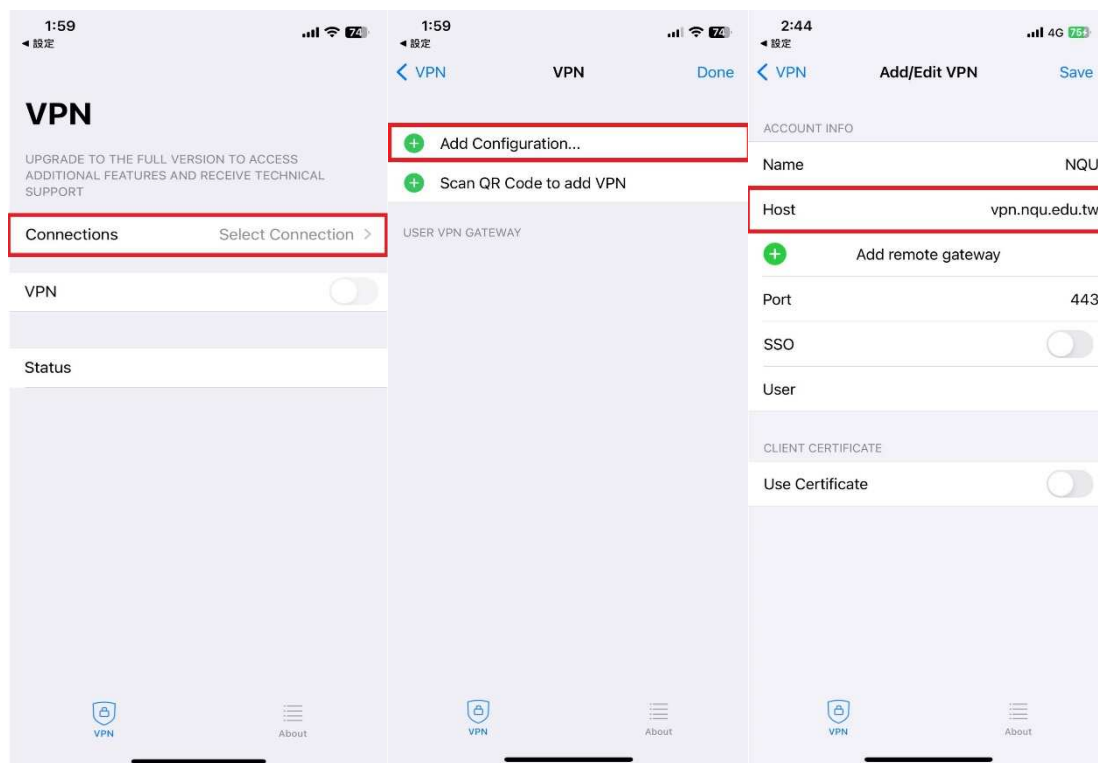 1:59
74
◀ 設定
VPN
UPGRADE TO THE FULL VERSION TO ACCESS
ADDITIONAL FEATURES AND RECEIVE TECHNICAL
SUPPORT
Connections
Select Connection >
VPN
Status
VPN
About
1:59
74
◀ 設定
< VPN
VPN
Done
Add Configuration...
Scan QR Code to add VPN
USER VPN GATEWAY
VPN
About
2:44
4G 75
◀ 設定
< VPN
Add/Edit VPN
Save
ACCOUNT INFO
Name
NQU
Host
vpn.nqu.edu.tw
Add remote gateway
Port
443
SSO
User
CLIENT CERTIFICATE
Use Certificate
VPN
About